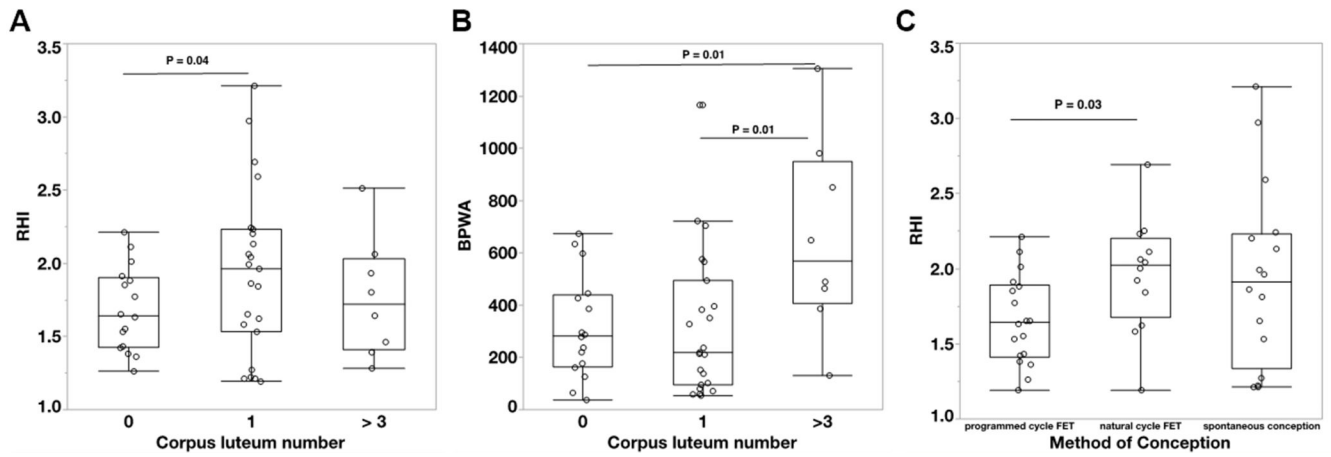 A
3.5
3.0
2.5
2.0
1.5
1.0
RHI
P = 0.04
0 1 > 3
Corpus luteum number
B
1400
1200
1000
800
600
400
200
0
BPWA
P = 0.01
P = 0.01
0 1 >3
Corpus luteum number
C
3.5
3.0
2.5
2.0
1.5
1.0
RHI
P = 0.03
programmed cycle FET natural cycle FET spontaneous conception
Method of Conception